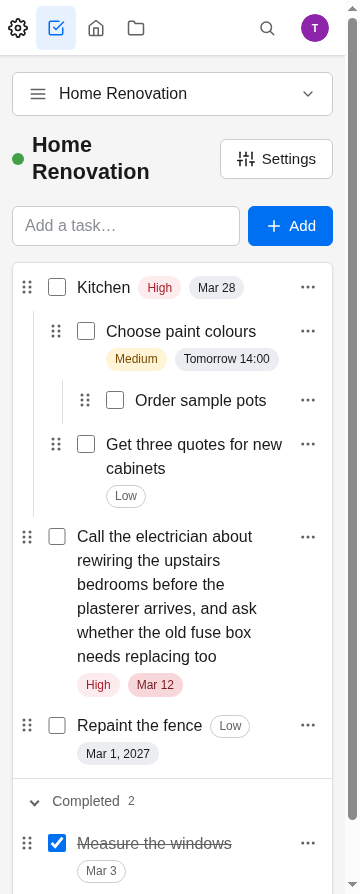 T
Home Renovation
Home
Renovation
Settings
Add a task…
Add
Kitchen High Mar 28
Choose paint colours
Medium Tomorrow 14:00
Order sample pots
Get three quotes for new
cabinets
Low
Call the electrician about
rewiring the upstairs
bedrooms before the
plasterer arrives, and ask
whether the old fuse box
needs replacing too
High Mar 12
Repaint the fence Low
Mar 1, 2027
Completed 2
Measure the windows
Mar 3